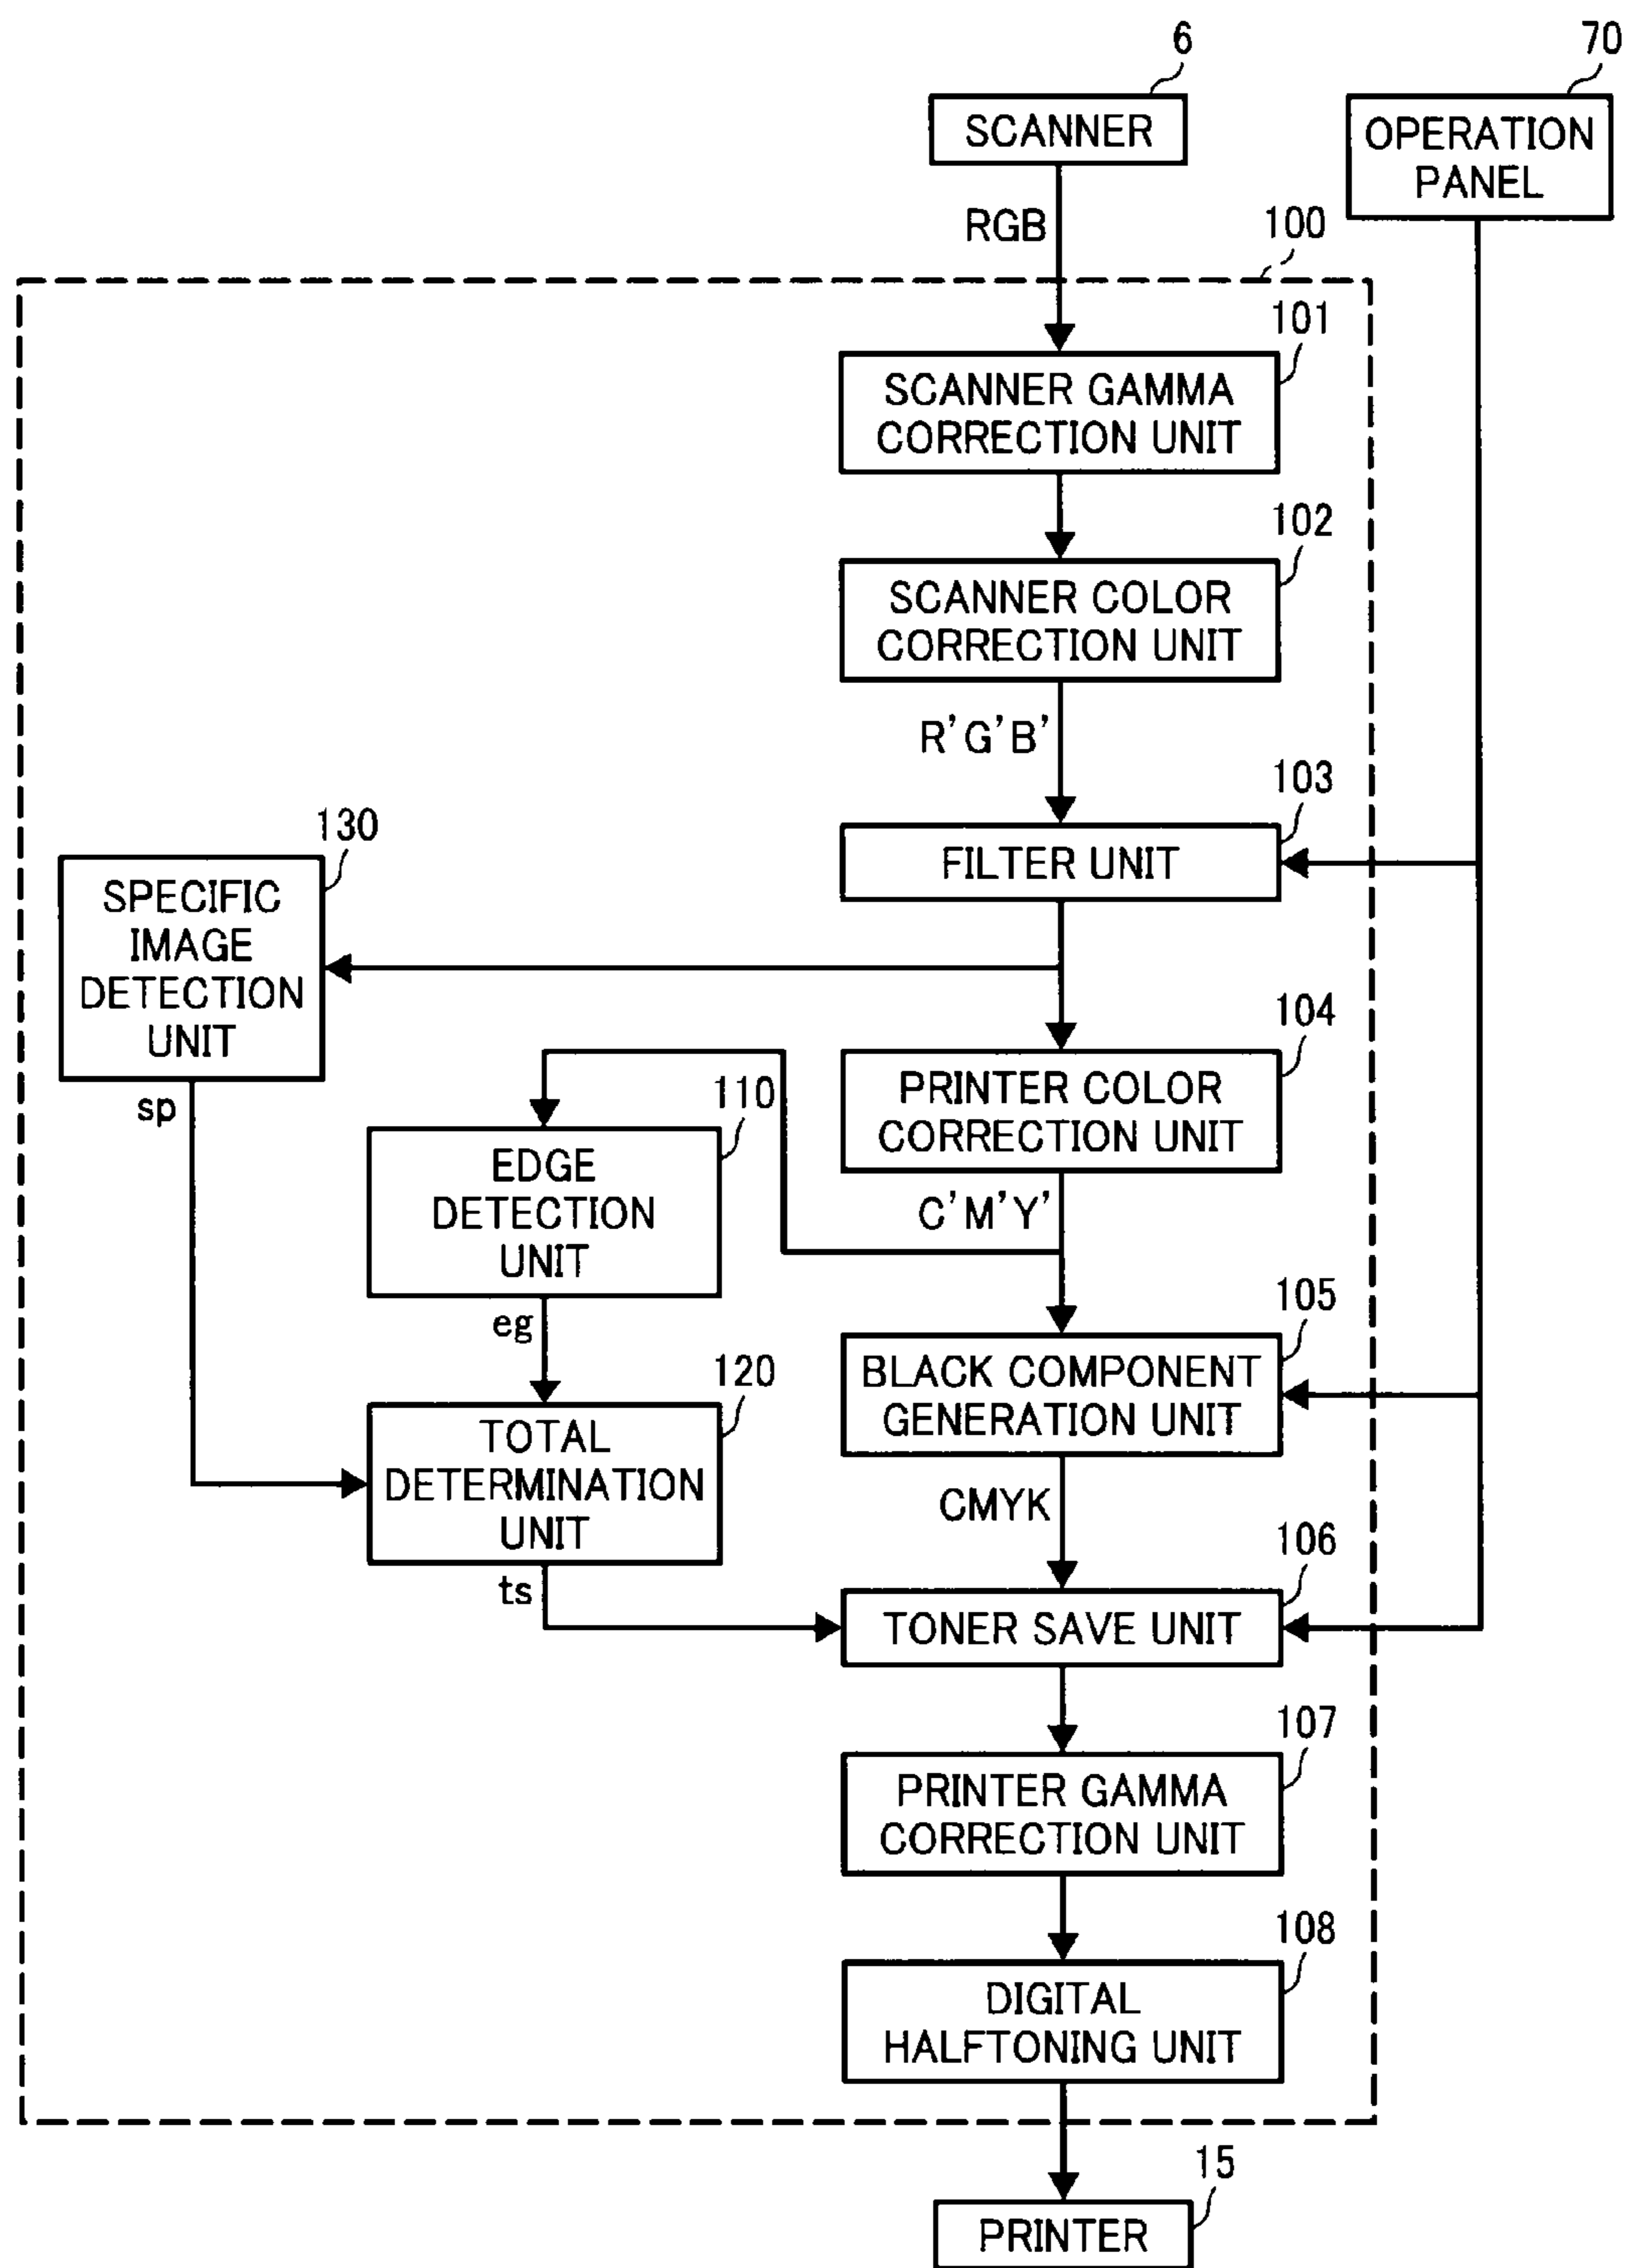 6
SCANNER
70
OPERATION
PANEL
RGB
100
101
SCANNER GAMMA
CORRECTION UNIT
102
SCANNER COLOR
CORRECTION UNIT
R'G'B'
103
FILTER UNIT
130
SPECIFIC
IMAGE
DETECTION
UNIT
sp
104
PRINTER COLOR
CORRECTION UNIT
C'M'Y'
110
EDGE
DETECTION
UNIT
eg
105
BLACK COMPONENT
GENERATION UNIT
CMYK
120
TOTAL
DETERMINATION
UNIT
ts
106
TONER SAVE UNIT
107
PRINTER GAMMA
CORRECTION UNIT
108
DIGITAL
HALFTONING UNIT
15
PRINTER